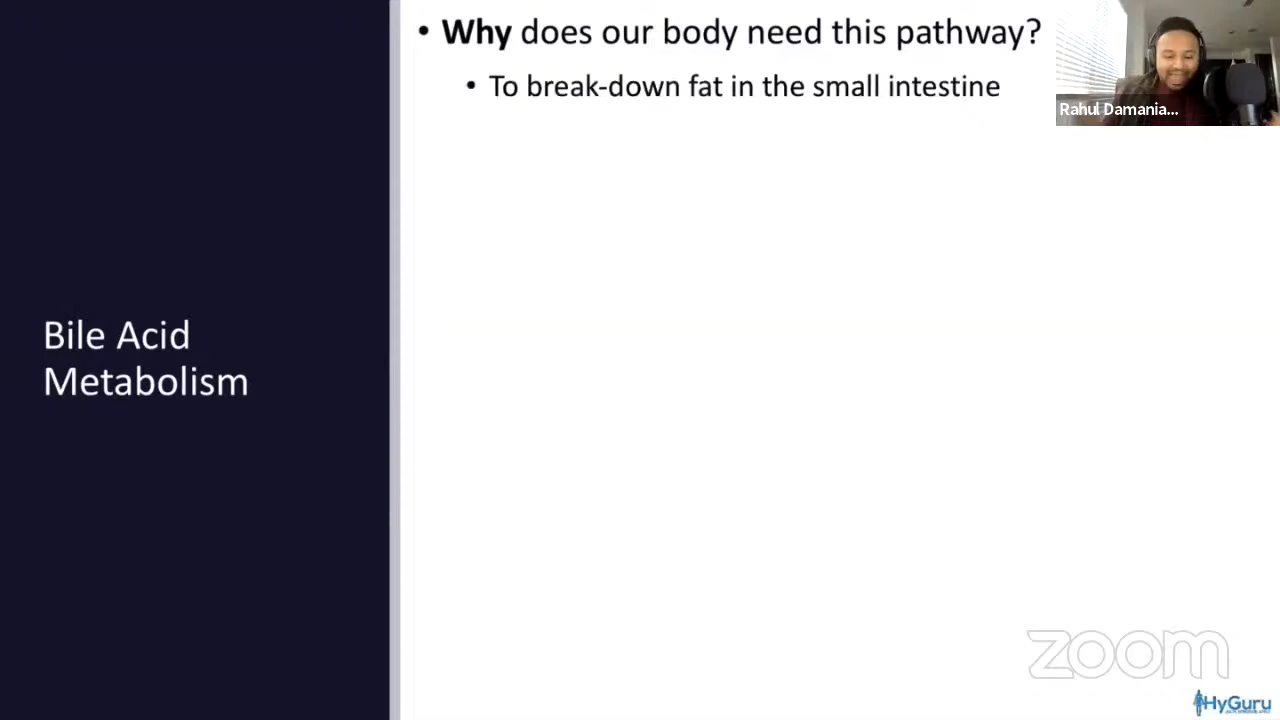 • Why does our body need this pathway?
• To break-down fat in the small intestine
Rahul Damania...
Bile Acid
Metabolism
zoom
HyGuru